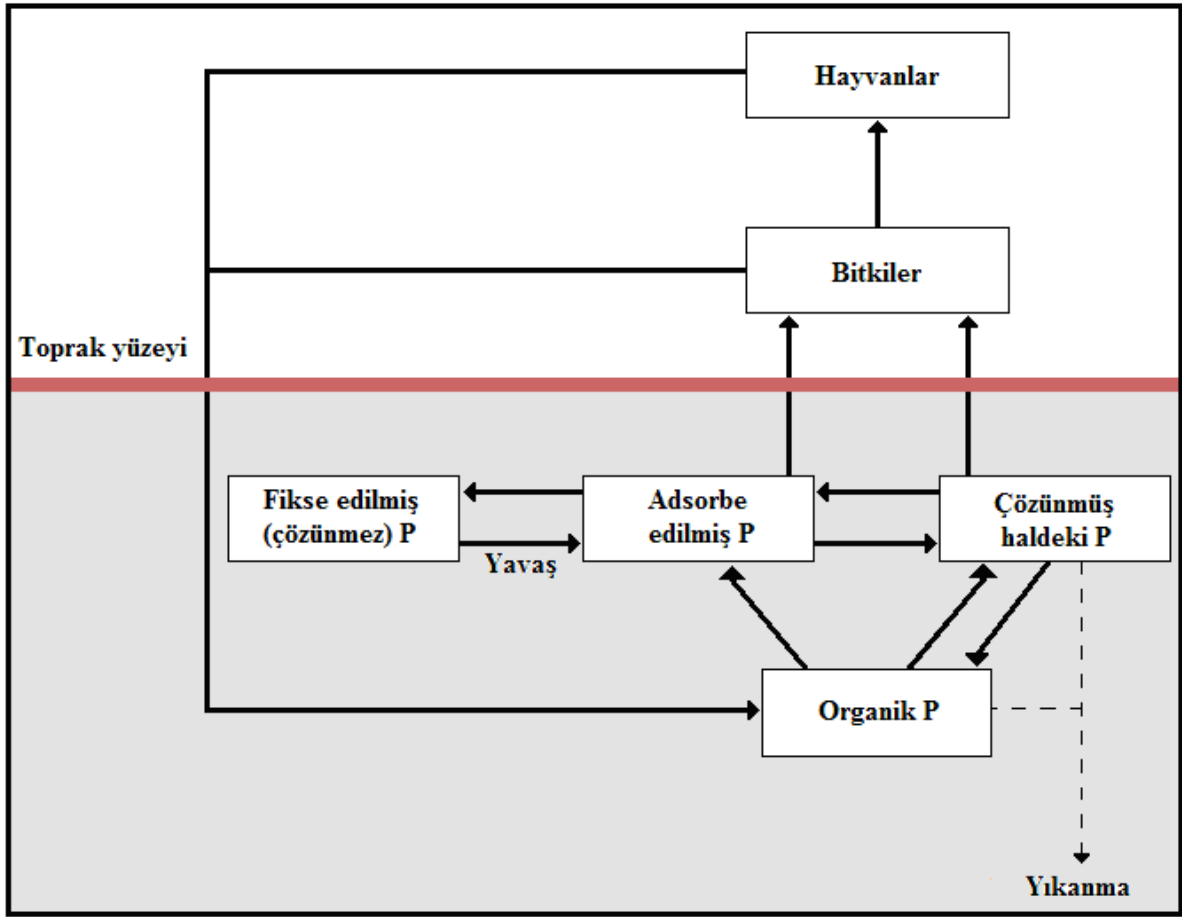 Hayvanlar
Bitkiler
Toprak yüzeyi
Fikse edilmiş
(çözünmez) P
Yavaş
Adsorbe
edilmiş P
Çözünmüş
haldeki P
Organik P
Yıkanma